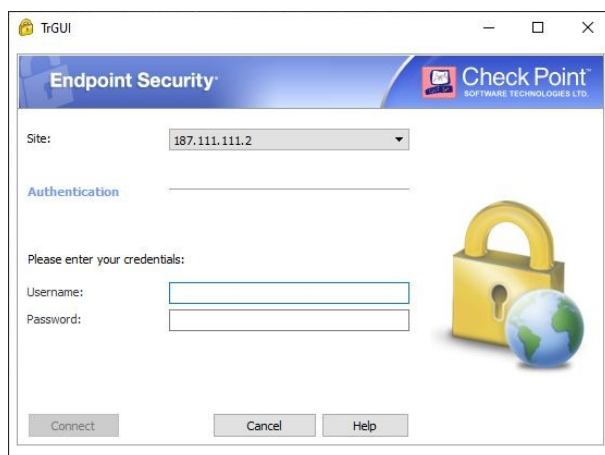 TrGUI
Endpoint Security
Check Point™
SOFTWARE TECHNOLOGIES LTD.
Site: 187.111.111.2
Authentication
Please enter your credentials:
Username:
Password:
Connect Cancel Help